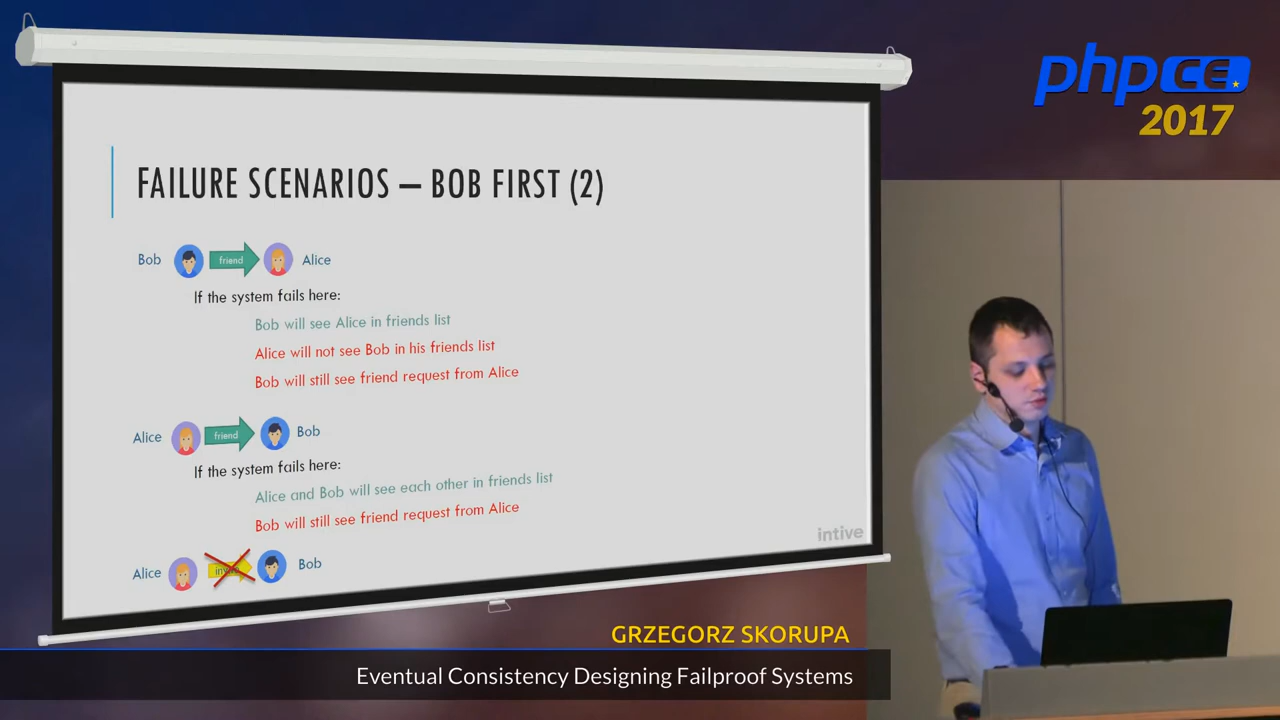 phpCE
2017
FAILURE SCENARIOS – BOB FIRST (2)
Bob friend Alice
If the system fails here:
Bob will see Alice in friends list
Alice will not see Bob in his friends list
Bob will still see friend request from Alice
Alice friend Bob
If the system fails here:
Alice and Bob will see each other in friends list
Bob will still see friend request from Alice
Alice Bob
intive
GRZEGORZ SKORUPA
Eventual Consistency Designing Failproof Systems